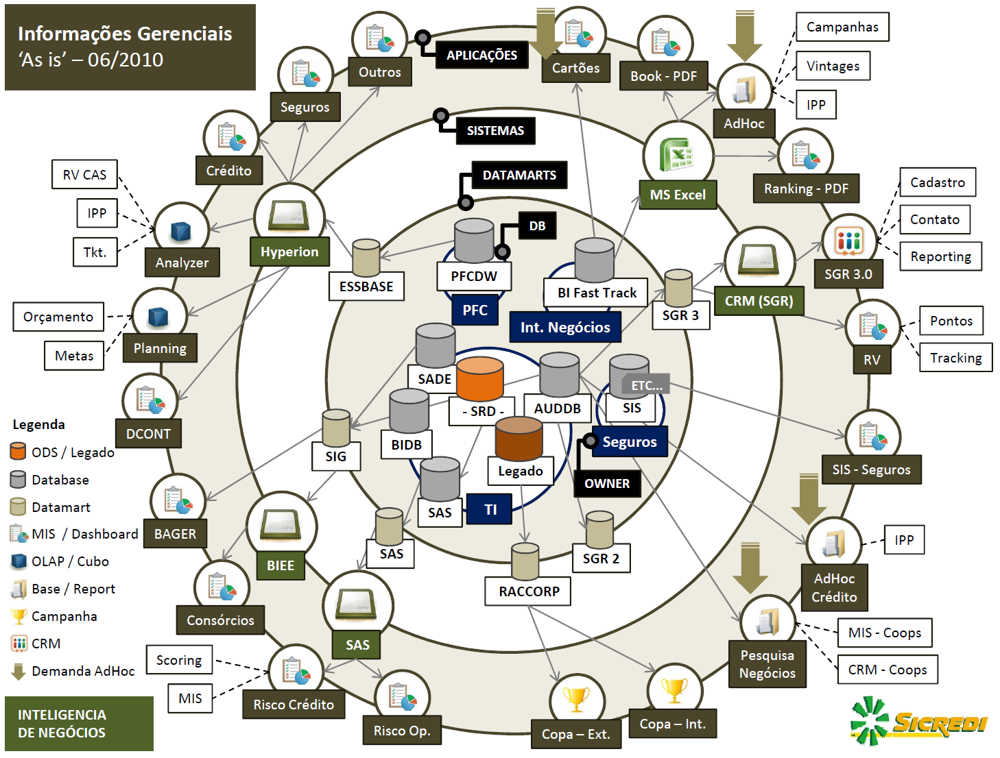 Informações Gerenciais
‘As is’ – 06/2010
Outros
APLICAÇÕES
Cartões
Book - PDF
AdHoc
Campanhas
Vintages
IPP
Seguros
SISTEMAS
Crédito
DATAMARTS
MS Excel
Ranking - PDF
Cadastro
Contato
Reporting
RV CAS
IPP
Tkt.
Analyzer
Hyperion
ESSBASE
DB
PFCDW
PFC
BI Fast Track
Int. Negócios
SGR 3
CRM (SGR)
SGR 3.0
RV
Pontos
Tracking
Orçamento
Metas
Planning
SADE
- SRD -
AUDDB
ETC...
SIS
Seguros
DCONT
SIG
BIDB
Legado
OWNER
SIS - Seguros
SAS
TI
Legenda
ODS / Legado
Database
Datamart
MIS / Dashboard
OLAP / Cubo
Base / Report
Campanha
CRM
Demanda AdHoc
BAGER
BIEE
SAS
SGR 2
RACCORP
AdHoc
Crédito
IPP
Consórcios
SAS
Pesquisa
Negócios
MIS - Coops
CRM - Coops
Scoring
MIS
Risco Crédito
Risco Op.
Copa – Ext.
Copa – Int.
INTELIGENCIA
DE NEGÓCIOS
SICREDI